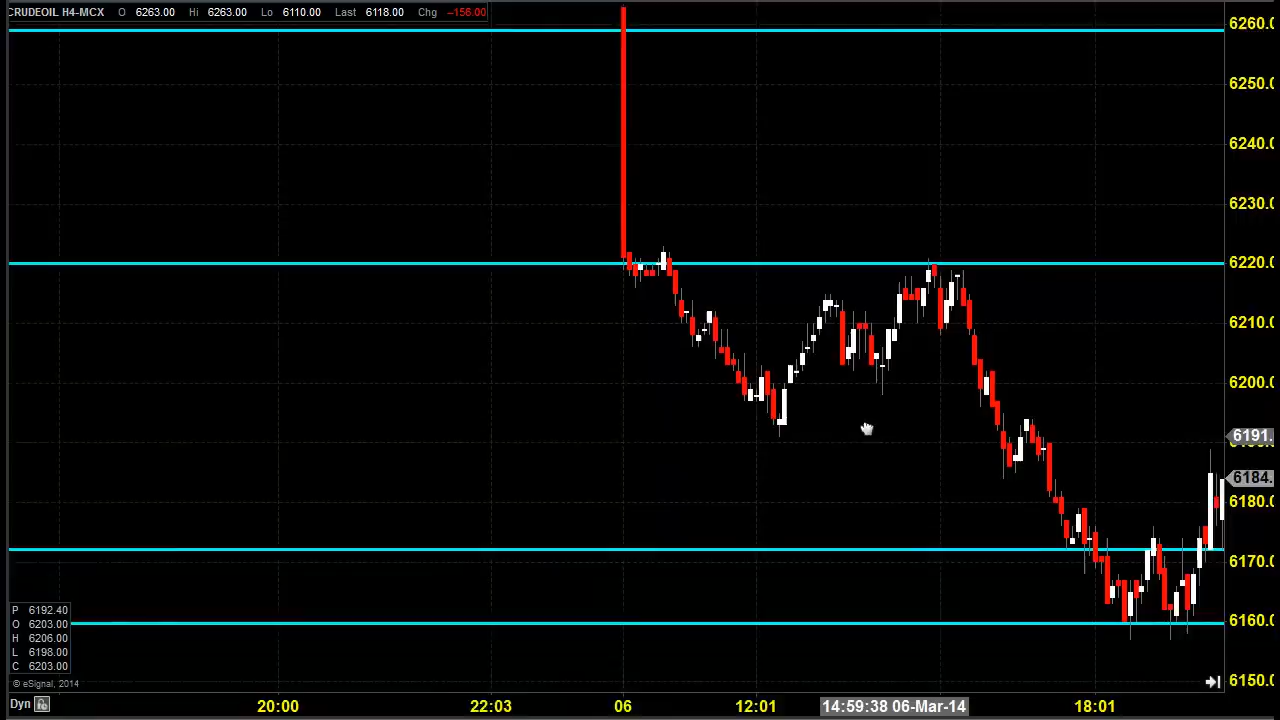 CRUDEOIL H4-MCX O 6263.00 Hi 6263.00 Lo 6110.00 Last 6118.00 Chg -156.00
6260.0
6250.0
6240.0
6230.0
6220.0
6210.0
6200.0
6191.
6184.
6180.0
6170.0
6160.0
6150.0
P 6192.40
O 6203.00
H 6206.00
L 6198.00
C 6203.00
© eSignal, 2014
Dyn 20:00 22:03 06 12:01 14:59:38 06-Mar-14 18:01